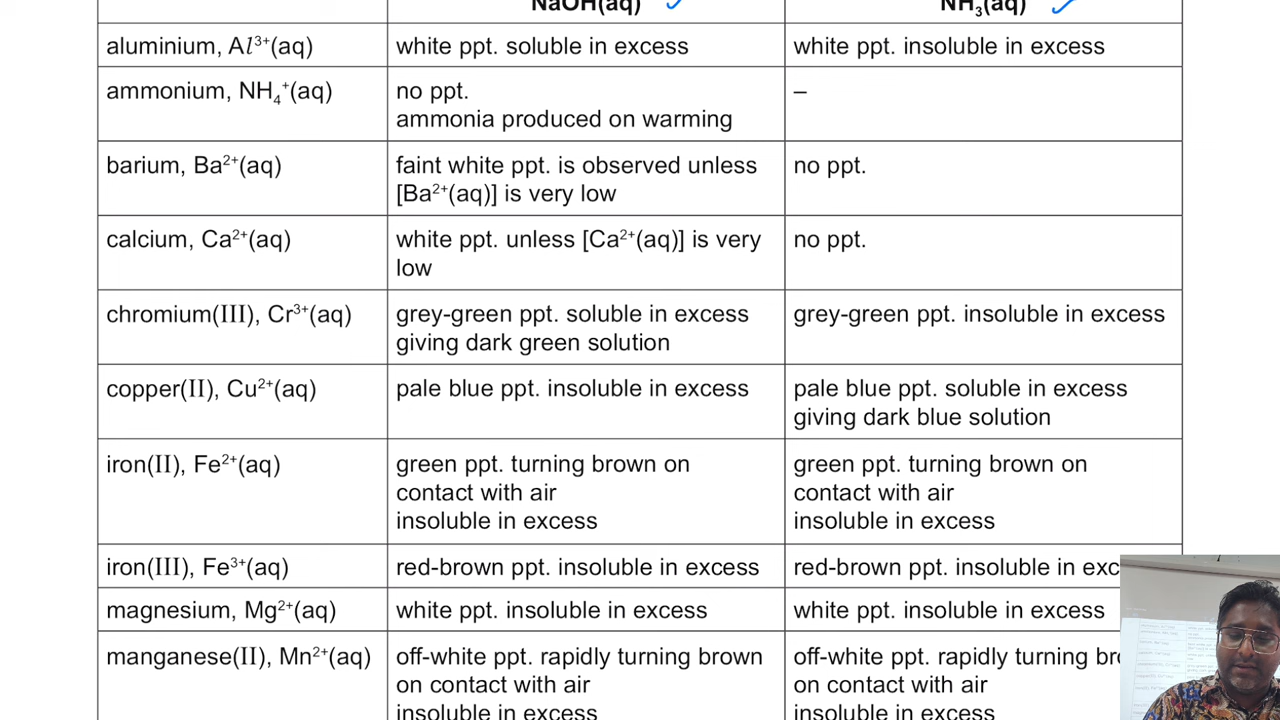 NaOH(aq)
NH₃(aq)
aluminium, Al³⁺(aq)
white ppt. soluble in excess
white ppt. insoluble in excess
ammonium, NH₄⁺(aq)
no ppt.
ammonia produced on warming
–
barium, Ba²⁺(aq)
faint white ppt. is observed unless
[Ba²⁺(aq)] is very low
no ppt.
calcium, Ca²⁺(aq)
white ppt. unless [Ca²⁺(aq)] is very
low
no ppt.
chromium(III), Cr³⁺(aq)
grey-green ppt. soluble in excess
giving dark green solution
grey-green ppt. insoluble in excess
copper(II), Cu²⁺(aq)
pale blue ppt. insoluble in excess
pale blue ppt. soluble in excess
giving dark blue solution
iron(II), Fe²⁺(aq)
green ppt. turning brown on
contact with air
insoluble in excess
green ppt. turning brown on
contact with air
insoluble in excess
iron(III), Fe³⁺(aq)
red-brown ppt. insoluble in excess
red-brown ppt. insoluble in exc
magnesium, Mg²⁺(aq)
white ppt. insoluble in excess
white ppt. insoluble in excess
manganese(II), Mn²⁺(aq)
off-white ppt. rapidly turning brown
on contact with air
insoluble in excess
off-white ppt. rapidly turning br
on contact with air
insoluble in excess